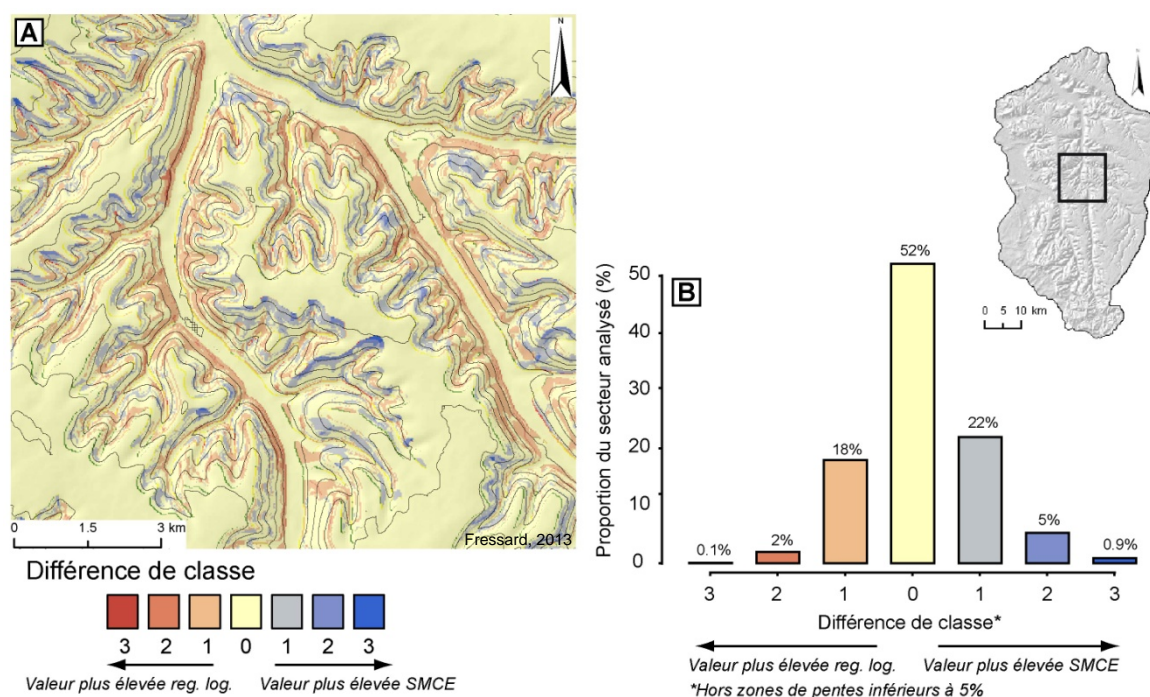 A
N
0 1.5 3 km
Fressard, 2013
Différence de classe
3 2 1 0 1 2 3
Valeur plus élevée reg. log. Valeur plus élevée SMCE
0 5 10 km
B
Proportion du secteur analysé (%)
50
40
30
20
10
0
0.1% 2% 18% 52% 22% 5% 0.9%
3 2 1 0 1 2 3
Différence de classe*
Valeur plus élevée reg. log. Valeur plus élevée SMCE
*Hors zones de pentes inférieurs à 5%